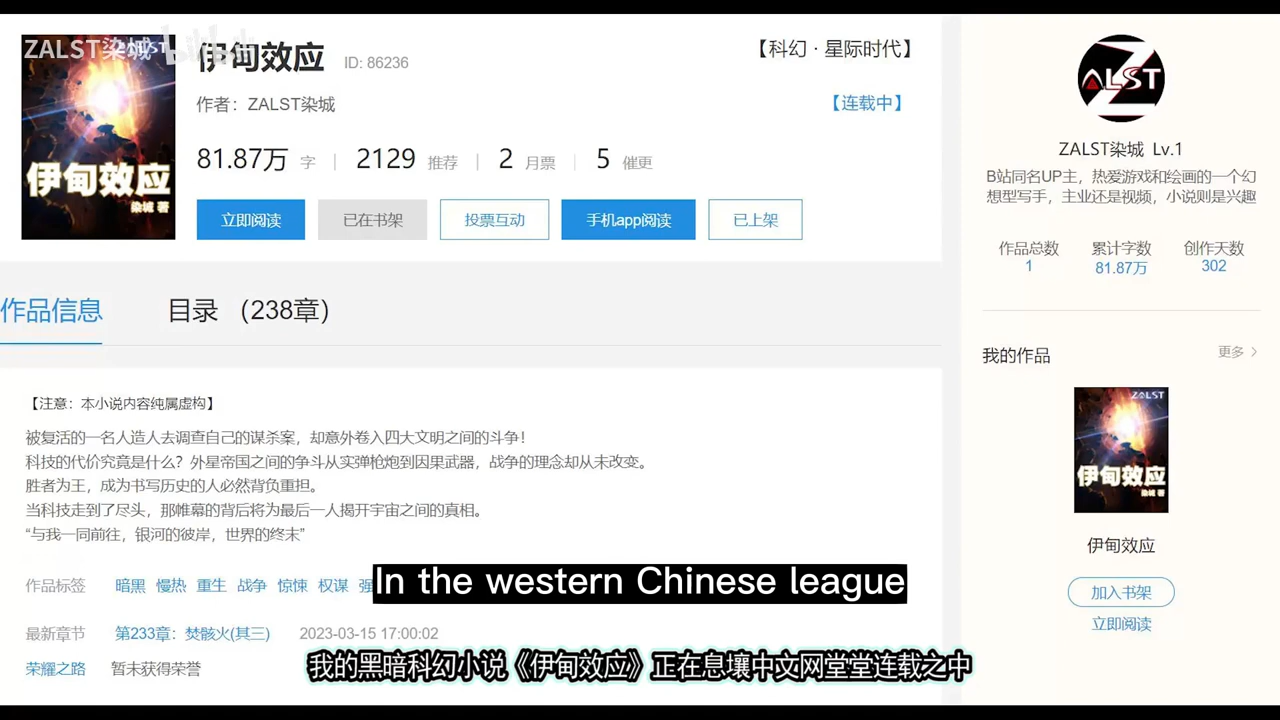 ZALST染城 bilibili
ZALST
伊甸效应
染城 著
伊甸效应 ID: 86236
【科幻 · 星际时代】
作者： ZALST染城
【连载中】
81.87万 字 | 2129 推荐 | 2 月票 | 5 催更
立即阅读 已在书架 投票互动 手机app阅读 已上架
作品信息 目录 （238章）
【注意：本小说内容纯属虚构】
被复活的一名人造人去调查自己的谋杀案，却意外卷入四大文明之间的斗争！
科技的代价究竟是什么？外星帝国之间的争斗从实弹枪炮到因果武器，战争的理念却从未改变。
胜者为王，成为书写历史的人必然背负重担。
当科技走到了尽头，那帷幕的背后将为最后一人揭开宇宙之间的真相。
“与我一同前往，银河的彼岸，世界的终末”
作品标签 暗黑 慢热 重生 战争 惊悚 权谋 强
In the western Chinese league
最新章节 第233章：焚骸火(其三) 2023-03-15 17:00:02
荣耀之路 暂未获得荣誉
我的黑暗科幻小说《伊甸效应》正在息壤中文网堂堂连载之中
ZALST
ZALST染城 Lv.1
B站同名UP主，热爱游戏和绘画的一个幻
想型写手，主业还是视频，小说则是兴趣
作品总数 累计字数 创作天数
1 81.87万 302
我的作品 更多 >
ZALST
伊甸效应
染城 著
伊甸效应
加入书架
立即阅读